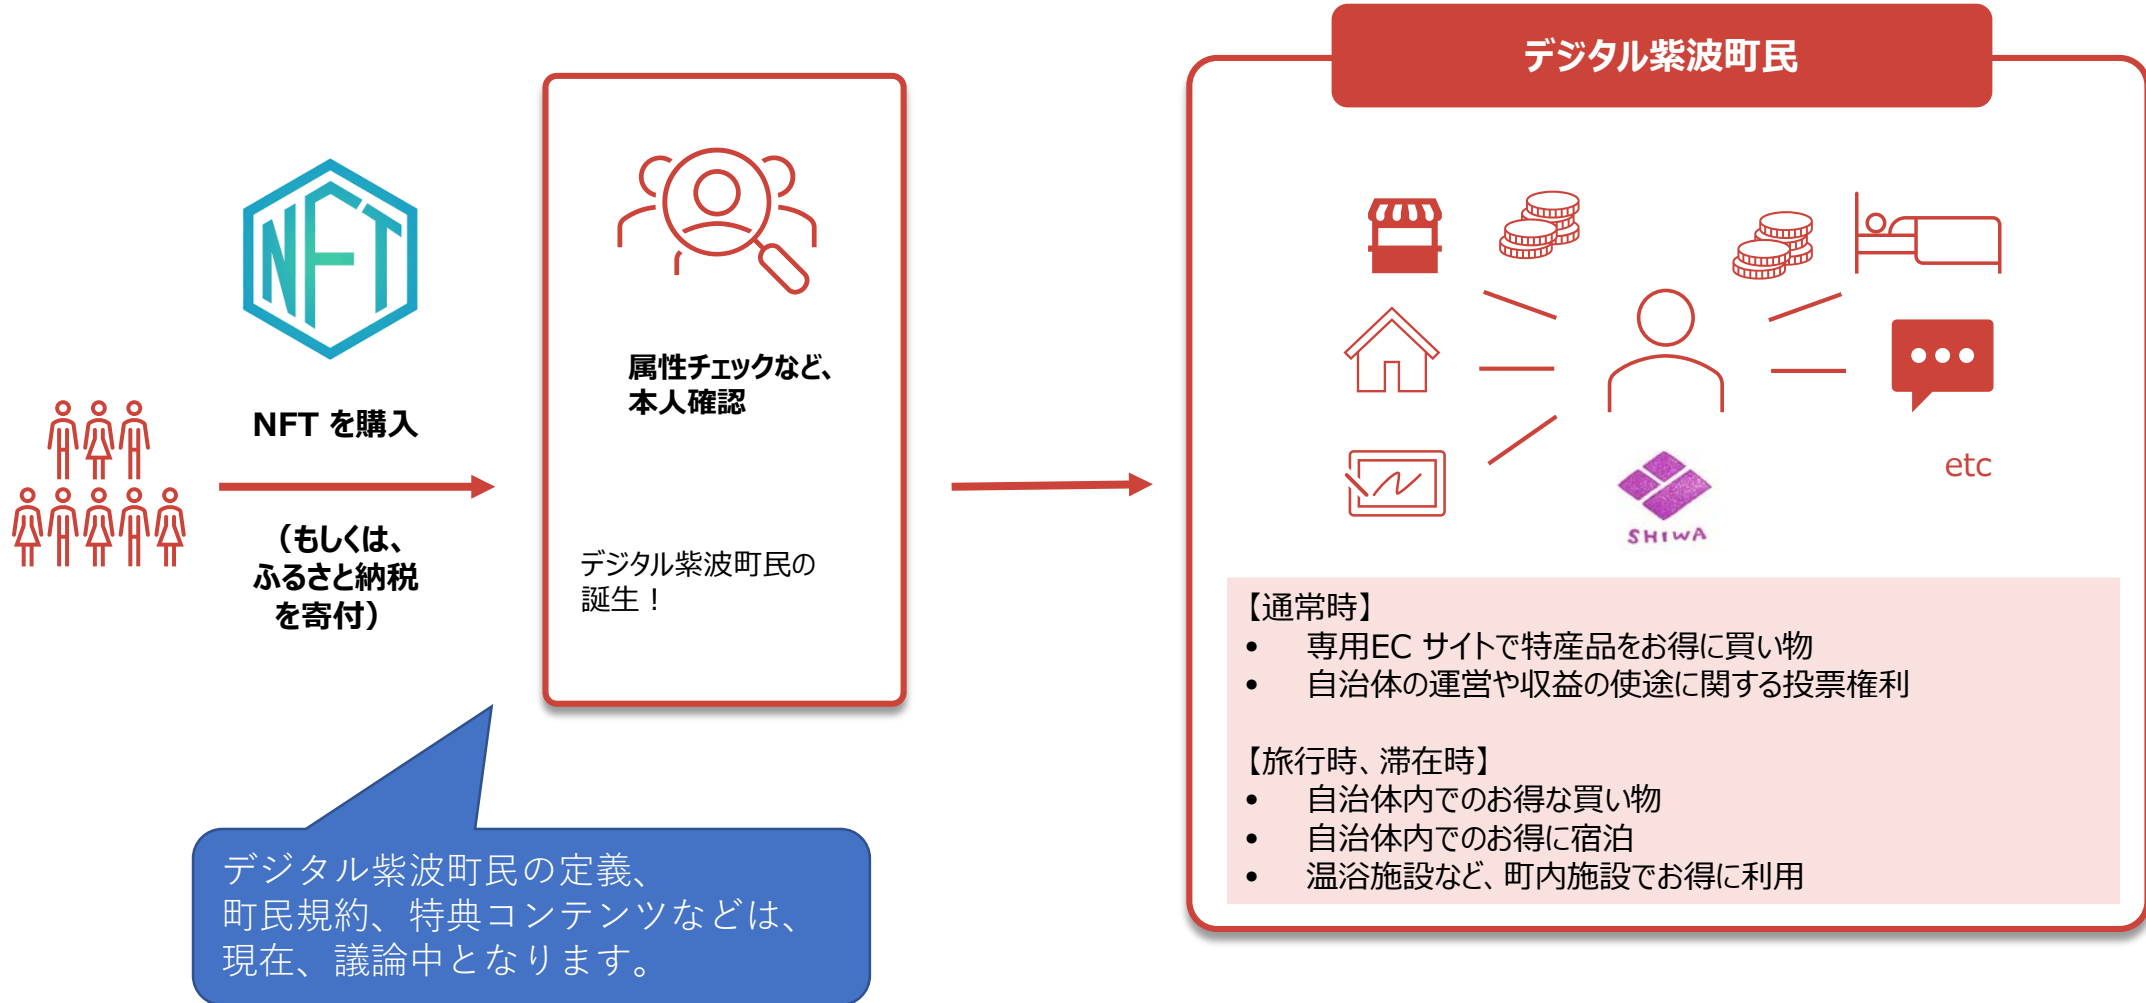 デジタル紫波町民
NFT
NFT を購入
（もしくは、
ふるさと納税
を寄付）
属性チェックなど、
本人確認
デジタル紫波町民の
誕生！
etc
SHIWA
【通常時】
• 専用EC サイトで特産品をお得に買い物
• 自治体の運営や収益の使途に関する投票権利
【旅行時、滞在時】
• 自治体内でのお得な買い物
• 自治体内でのお得に宿泊
• 温浴施設など、町内施設でお得に利用
デジタル紫波町民の定義、
町民規約、特典コンテンツなどは、
現在、議論中となります。